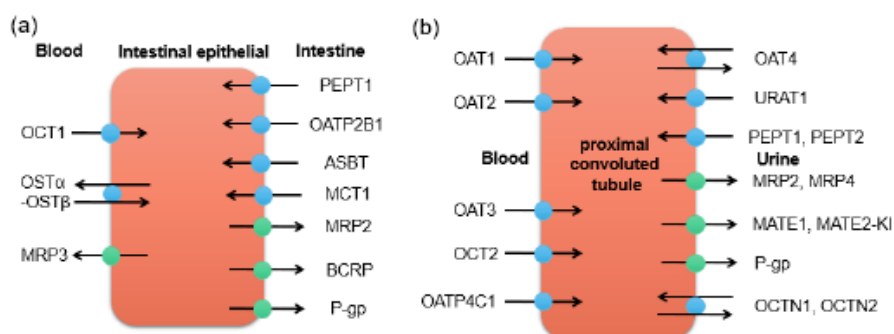 (a)
Blood
Intestinal epithelial
Intestine
PEPT1
OATP2B1
OCT1
ASBT
OSTα
-OSTβ
MCT1
MRP2
MRP3
BCRP
P-gp
(b)
OAT1
OAT4
OAT2
URAT1
PEPT1, PEPT2
Blood
proximal
convoluted
tubule
Urine
MRP2, MRP4
OAT3
MATE1, MATE2-KI
OCT2
P-gp
OATP4C1
OCTN1, OCTN2